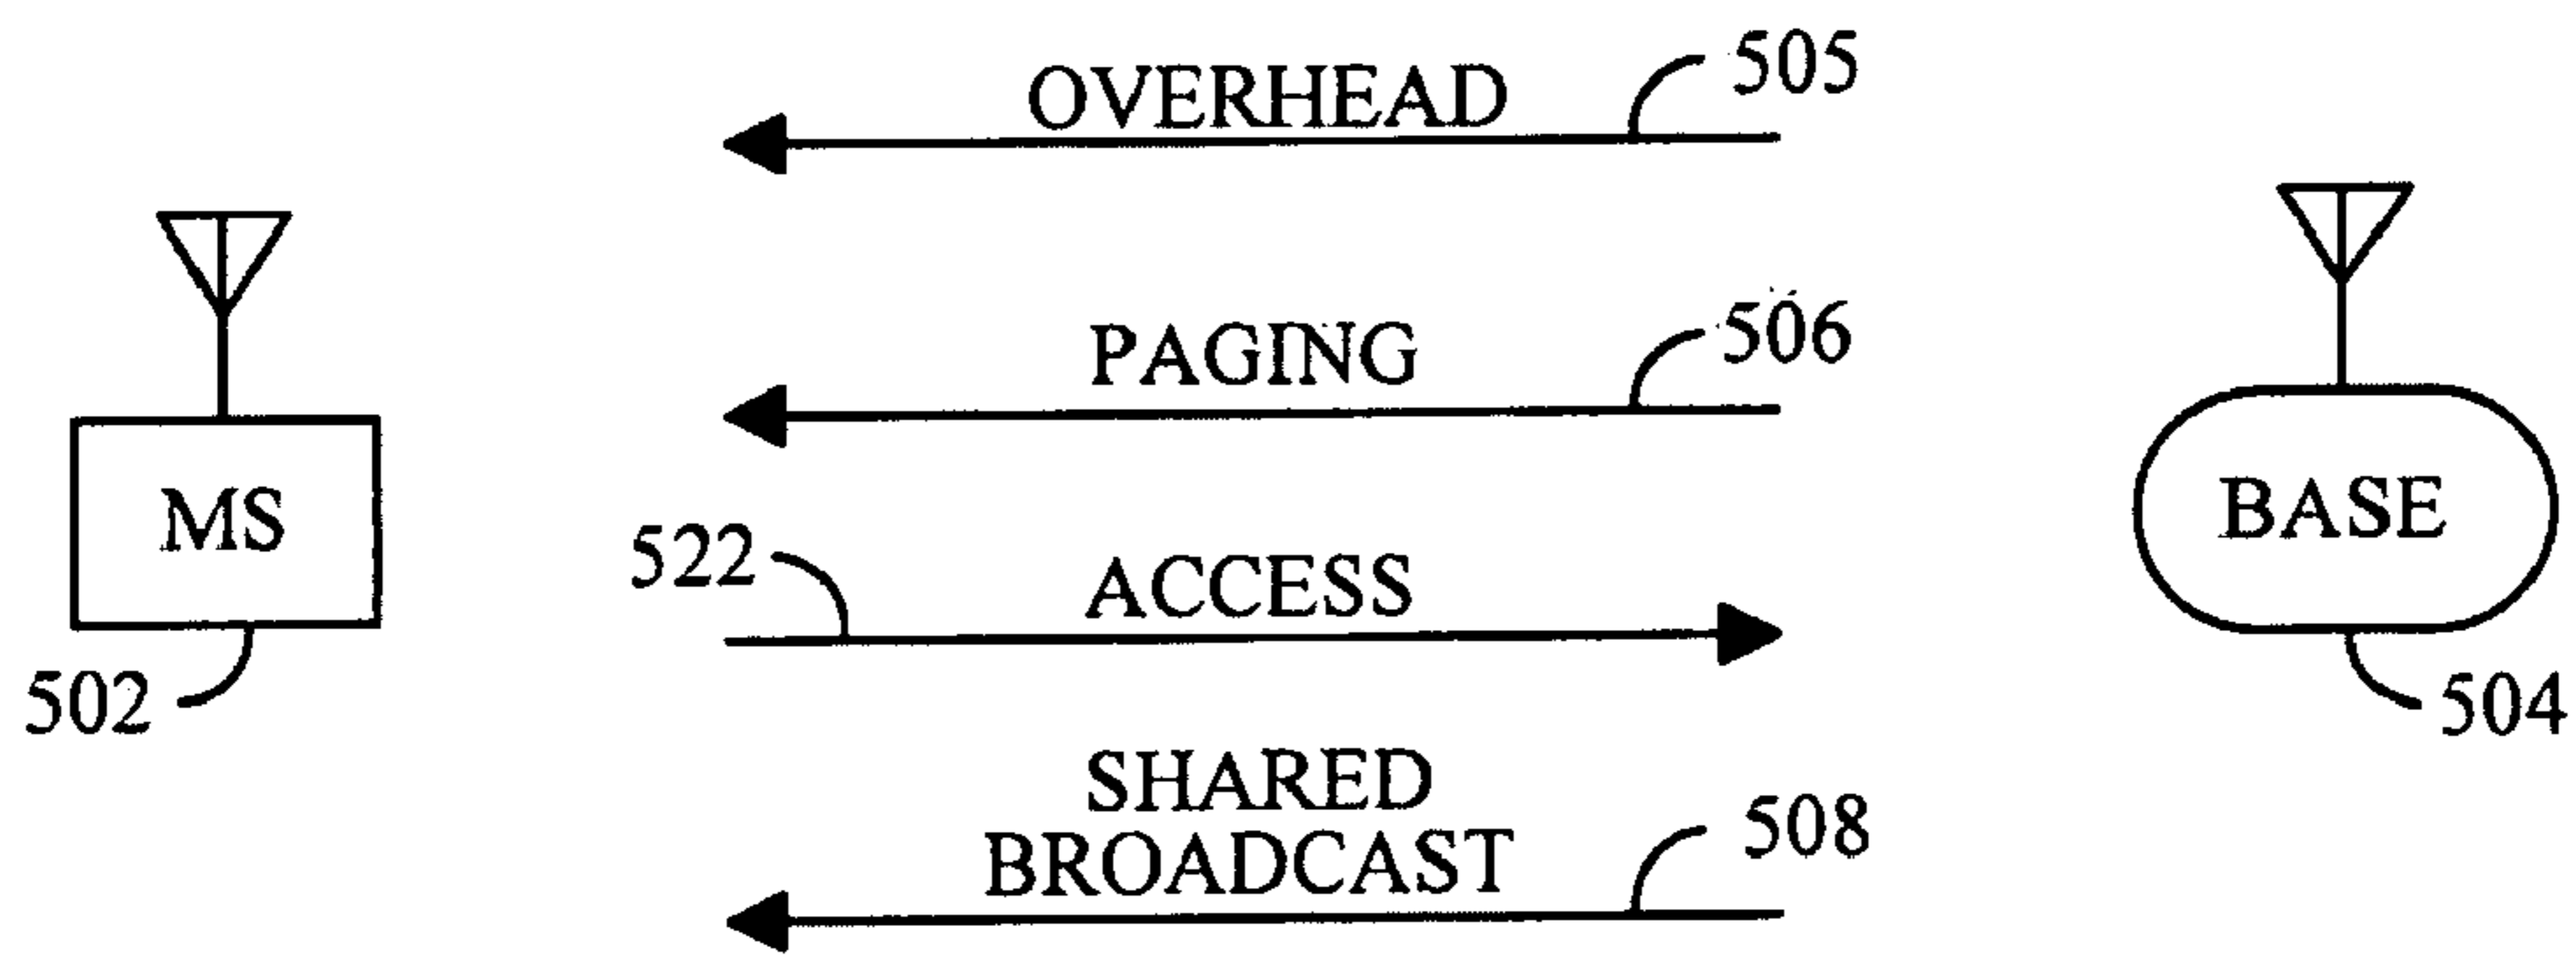 OVERHEAD
505
PAGING
506
MS
BASE
522
ACCESS
502
504
SHARED
BROADCAST
508